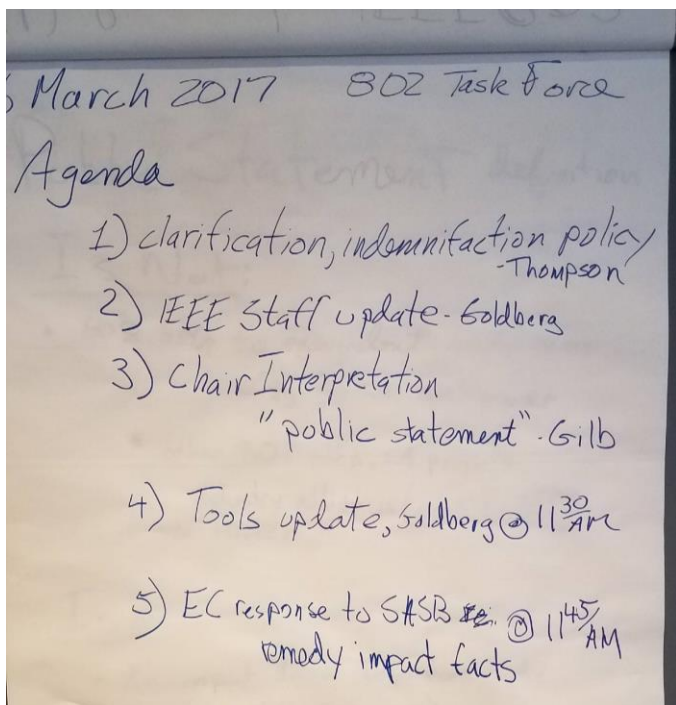 March 2017 802 Task Force
Agenda
1) clarification, indemnifaction policy
-Thompson
2) IEEE Staff update - Goldberg
3) Chair Interpretation
"public statement" - Gilb
4) Tools update, Goldberg @ 11 30 AM
5) EC response to SASB re: @ 11 45/ AM
remedy impact facts